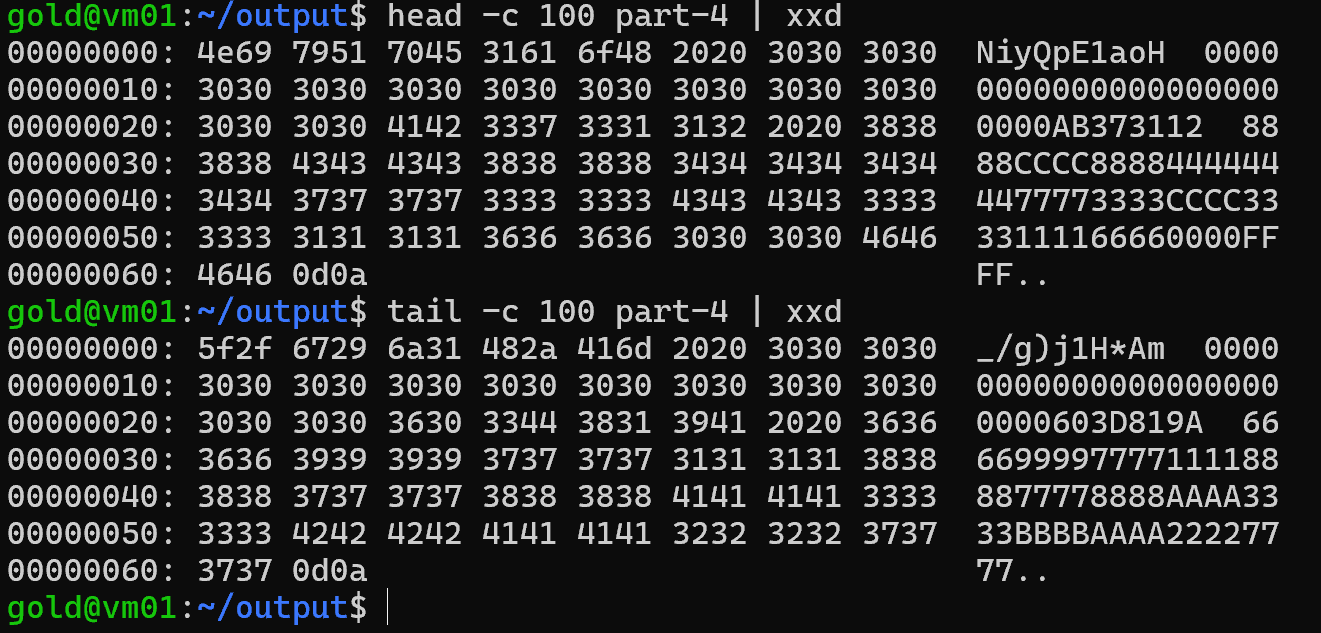 gold@vm01:~/output$ head -c 100 part-4 | xxd
00000000: 4e69 7951 7045 3161 6f48 2020 3030 3030  NiyQpE1aoH  0000
00000010: 3030 3030 3030 3030 3030 3030 3030 3030  0000000000000000
00000020: 3030 3030 4142 3337 3331 3132 2020 3838  0000AB373112  88
00000030: 3838 4343 4343 3838 3838 3434 3434 3434  88CCCC8888444444
00000040: 3434 3737 3737 3333 3333 4343 4343 3333  4477773333CCCC33
00000050: 3333 3131 3131 3636 3636 3030 3030 4646  33111166660000FF
00000060: 4646 0d0a                                FF..
gold@vm01:~/output$ tail -c 100 part-4 | xxd
00000000: 5f2f 6729 6a31 482a 416d 2020 3030 3030  _/g)j1H*Am  0000
00000010: 3030 3030 3030 3030 3030 3030 3030 3030  0000000000000000
00000020: 3030 3030 3630 3344 3831 3941 2020 3636  0000603D819A  66
00000030: 3636 3939 3939 3737 3737 3131 3131 3838  6699997777111188
00000040: 3838 3737 3737 3838 3838 4141 4141 3333  8877778888AAAA33
00000050: 3333 4242 4242 4141 4141 3232 3232 3737  33BBBBAAAA222277
00000060: 3737 0d0a                                77..
gold@vm01:~/output$